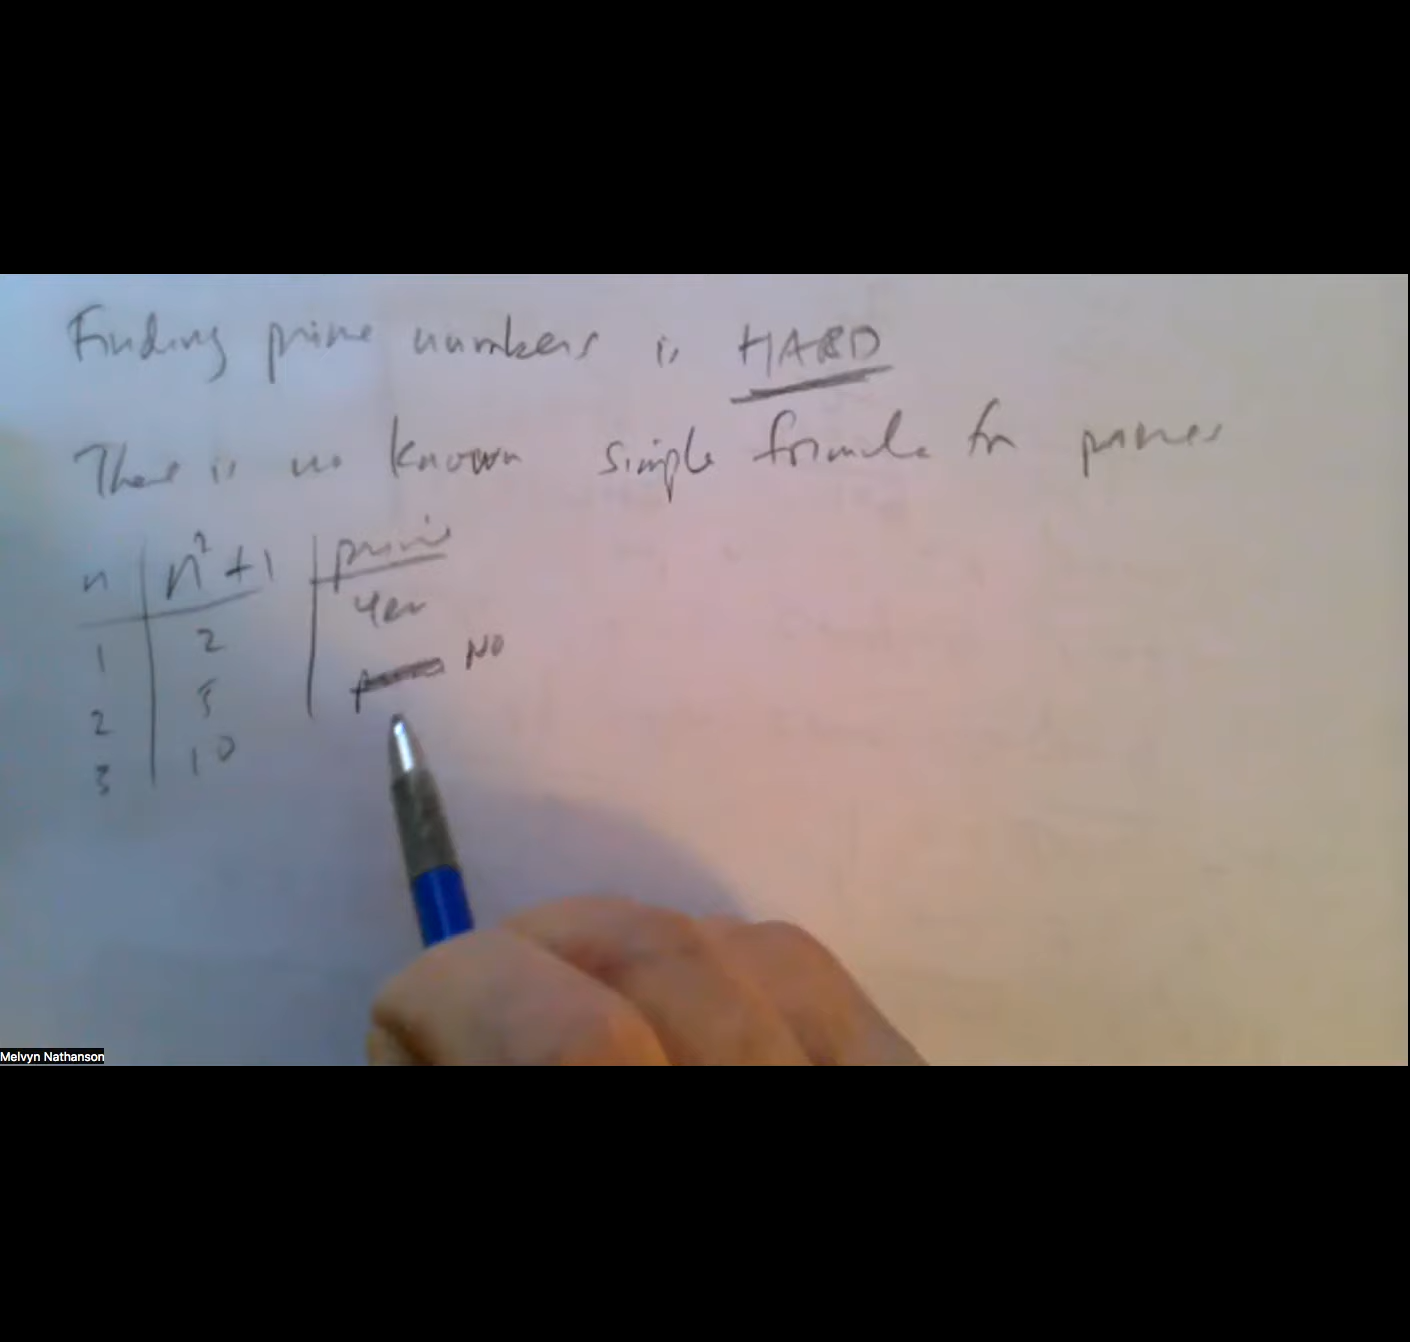 Finding prime numbers is HARD
There is no known simple formula for primes
n n²+1 prime
1 2 Yes
2 5 NO
3 10
Melvyn Nathanson